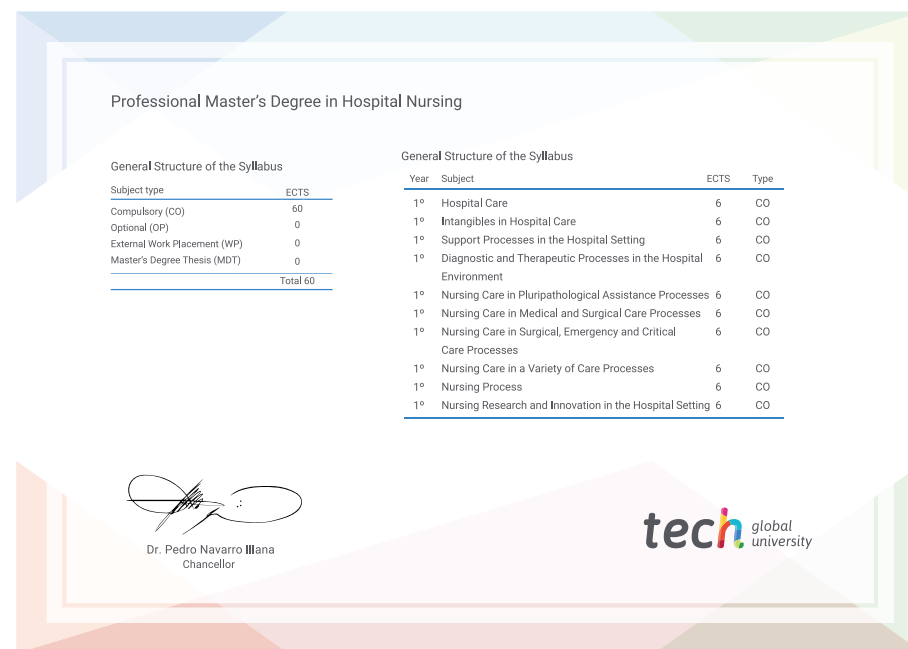 Professional Master’s Degree in Hospital Nursing
General Structure of the Syllabus
Subject type ECTS
Compulsory (CO) 60
Optional (OP) 0
External Work Placement (WP) 0
Master’s Degree Thesis (MDT) 0
Total 60
General Structure of the Syllabus
Year Subject ECTS Type
1º Hospital Care 6 CO
1º Intangibles in Hospital Care 6 CO
1º Support Processes in the Hospital Setting 6 CO
1º Diagnostic and Therapeutic Processes in the Hospital 6 CO
Environment
1º Nursing Care in Pluripathological Assistance Processes 6 CO
1º Nursing Care in Medical and Surgical Care Processes 6 CO
1º Nursing Care in Surgical, Emergency and Critical 6 CO
Care Processes
1º Nursing Care in a Variety of Care Processes 6 CO
1º Nursing Process 6 CO
1º Nursing Research and Innovation in the Hospital Setting 6 CO
Dr. Pedro Navarro Illana
Chancellor
tech global
university